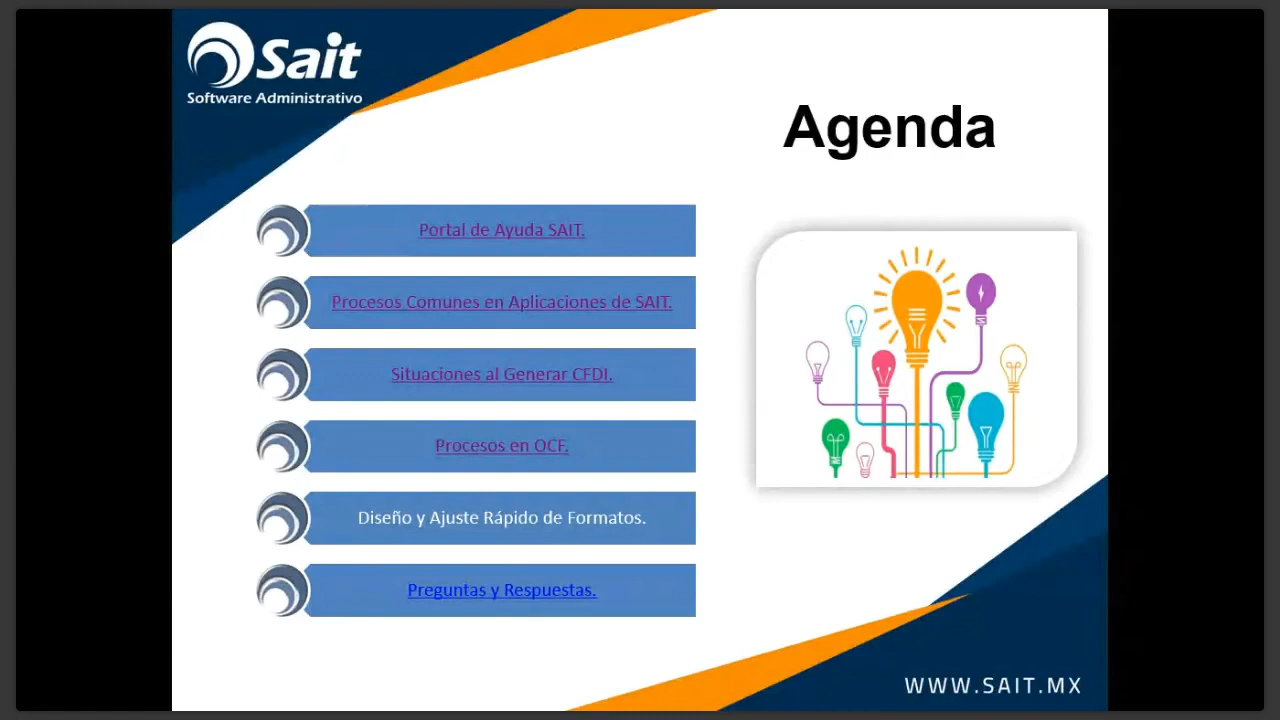 Sait
Software Administrativo
Agenda
Portal de Ayuda SAIT.
Procesos Comunes en Aplicaciones de SAIT.
Situaciones al Generar CFDI.
Procesos en OCF.
Diseño y Ajuste Rápido de Formatos.
Preguntas y Respuestas.
WWW.SAIT.MX